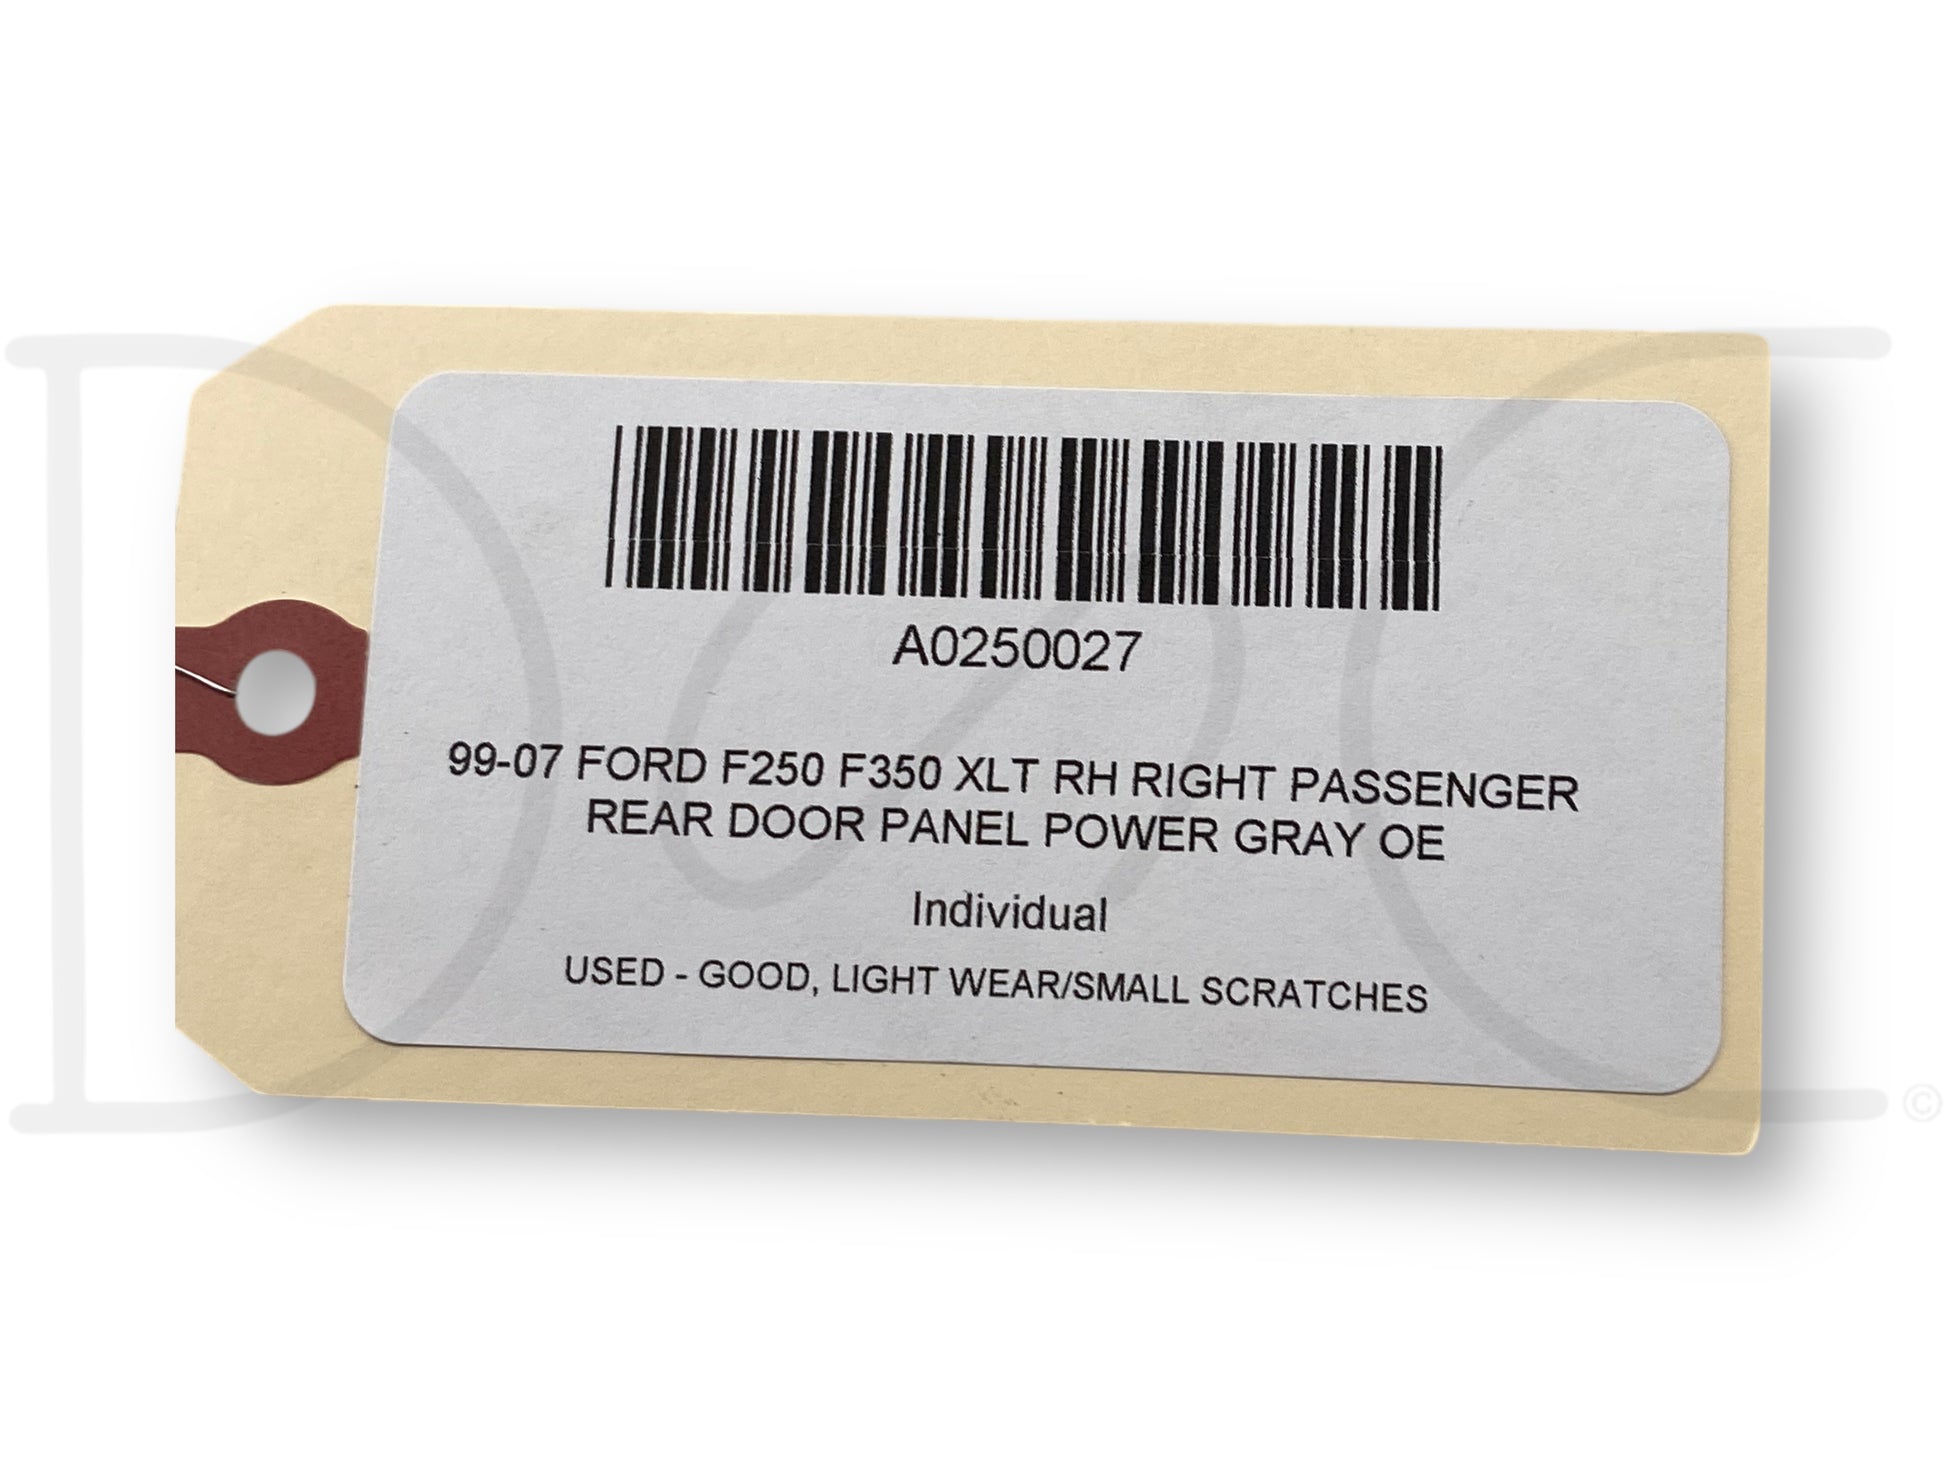 A0250027
99-07 FORD F250 F350 XLT RH RIGHT PASSENGER
REAR DOOR PANEL POWER GRAY OE
Individual
USED - GOOD, LIGHT WEAR/SMALL SCRATCHES
©